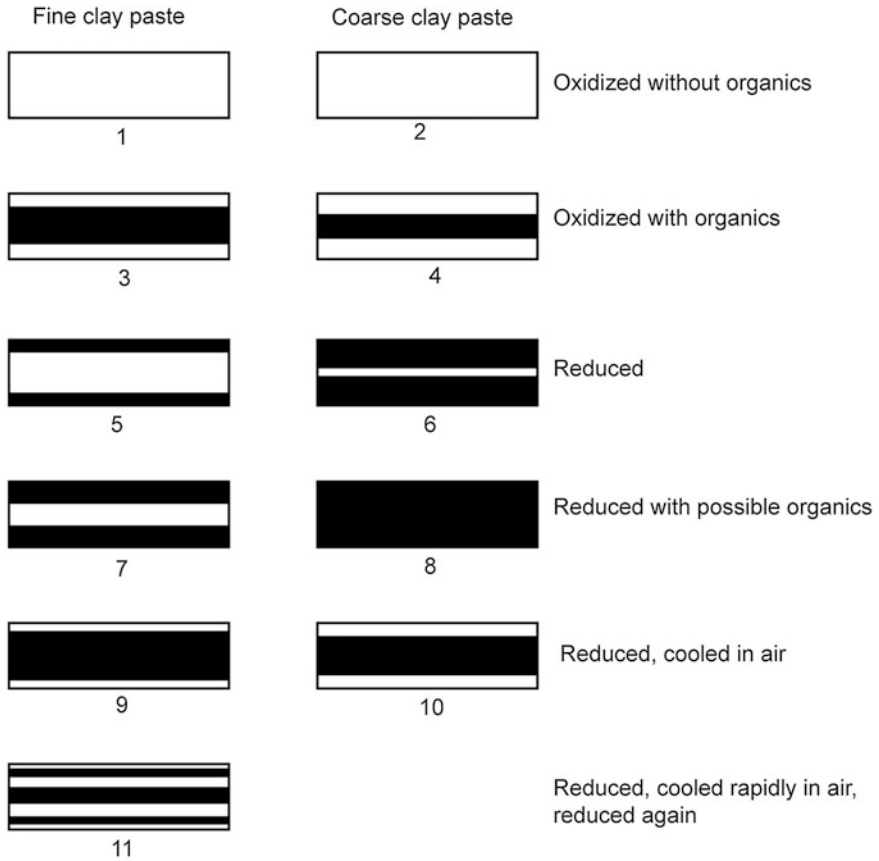 Fine clay paste
Coarse clay paste
Oxidized without organics
1
2
Oxidized with organics
3
4
Reduced
5
6
Reduced with possible organics
7
8
Reduced, cooled in air
9
10
Reduced, cooled rapidly in air,
reduced again
11